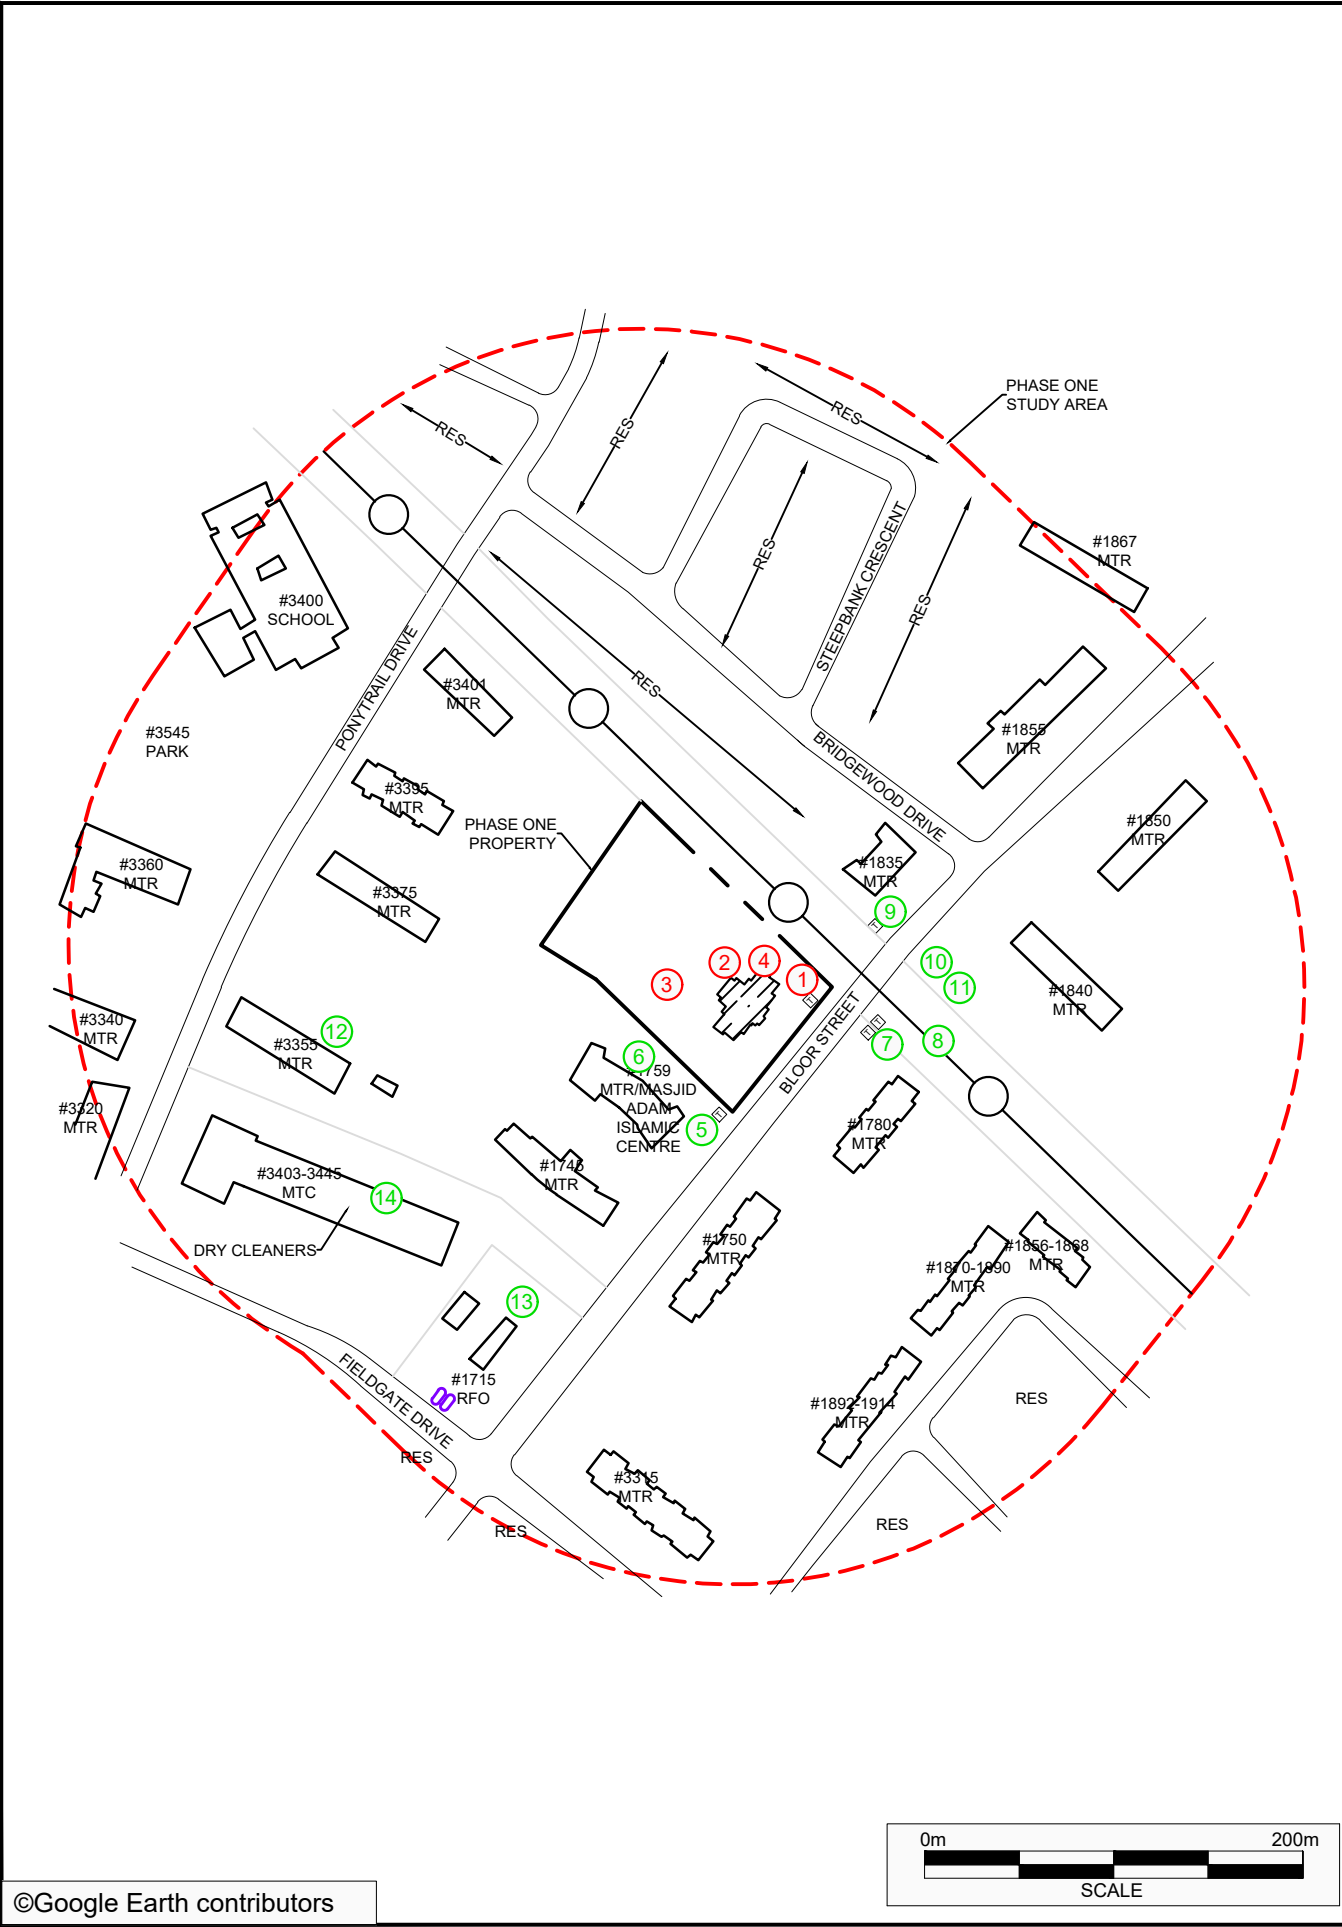 PHASE ONE
STUDY AREA
RES
RES
RES
RES
RES
RES
STEEPBANK CRESCENT
#1867
MTR
#3400
SCHOOL
PONYTRAIL DRIVE
#3401
MTR
#3545
PARK
BRIDGEWOOD DRIVE
#1855
MTR
#3395
MTR
PHASE ONE
PROPERTY
#1850
MTR
#3360
MTR
#1835
MTR
#3375
MTR
9
T
2
4
1
3
T
10
11
#1840
MTR
#3340
MTR
12
#3355
MTR
BLOOR STREET
T
T
7
8
6
#1759
MTR/MASJID
ADAM
ISLAMIC
CENTRE
T
5
#3320
MTR
#1780
MTR
#1745
MTR
#3403-3445
MTC
14
DRY CLEANERS
#1750
MTR
#1856-1868
MTR
#1870-1890
MTR
13
#1715
RFO
FIELDGATE DRIVE
#1892-1914
MTR
RES
RES
#3315
MTR
RES
RES
0m
200m
SCALE
©Google Earth contributors